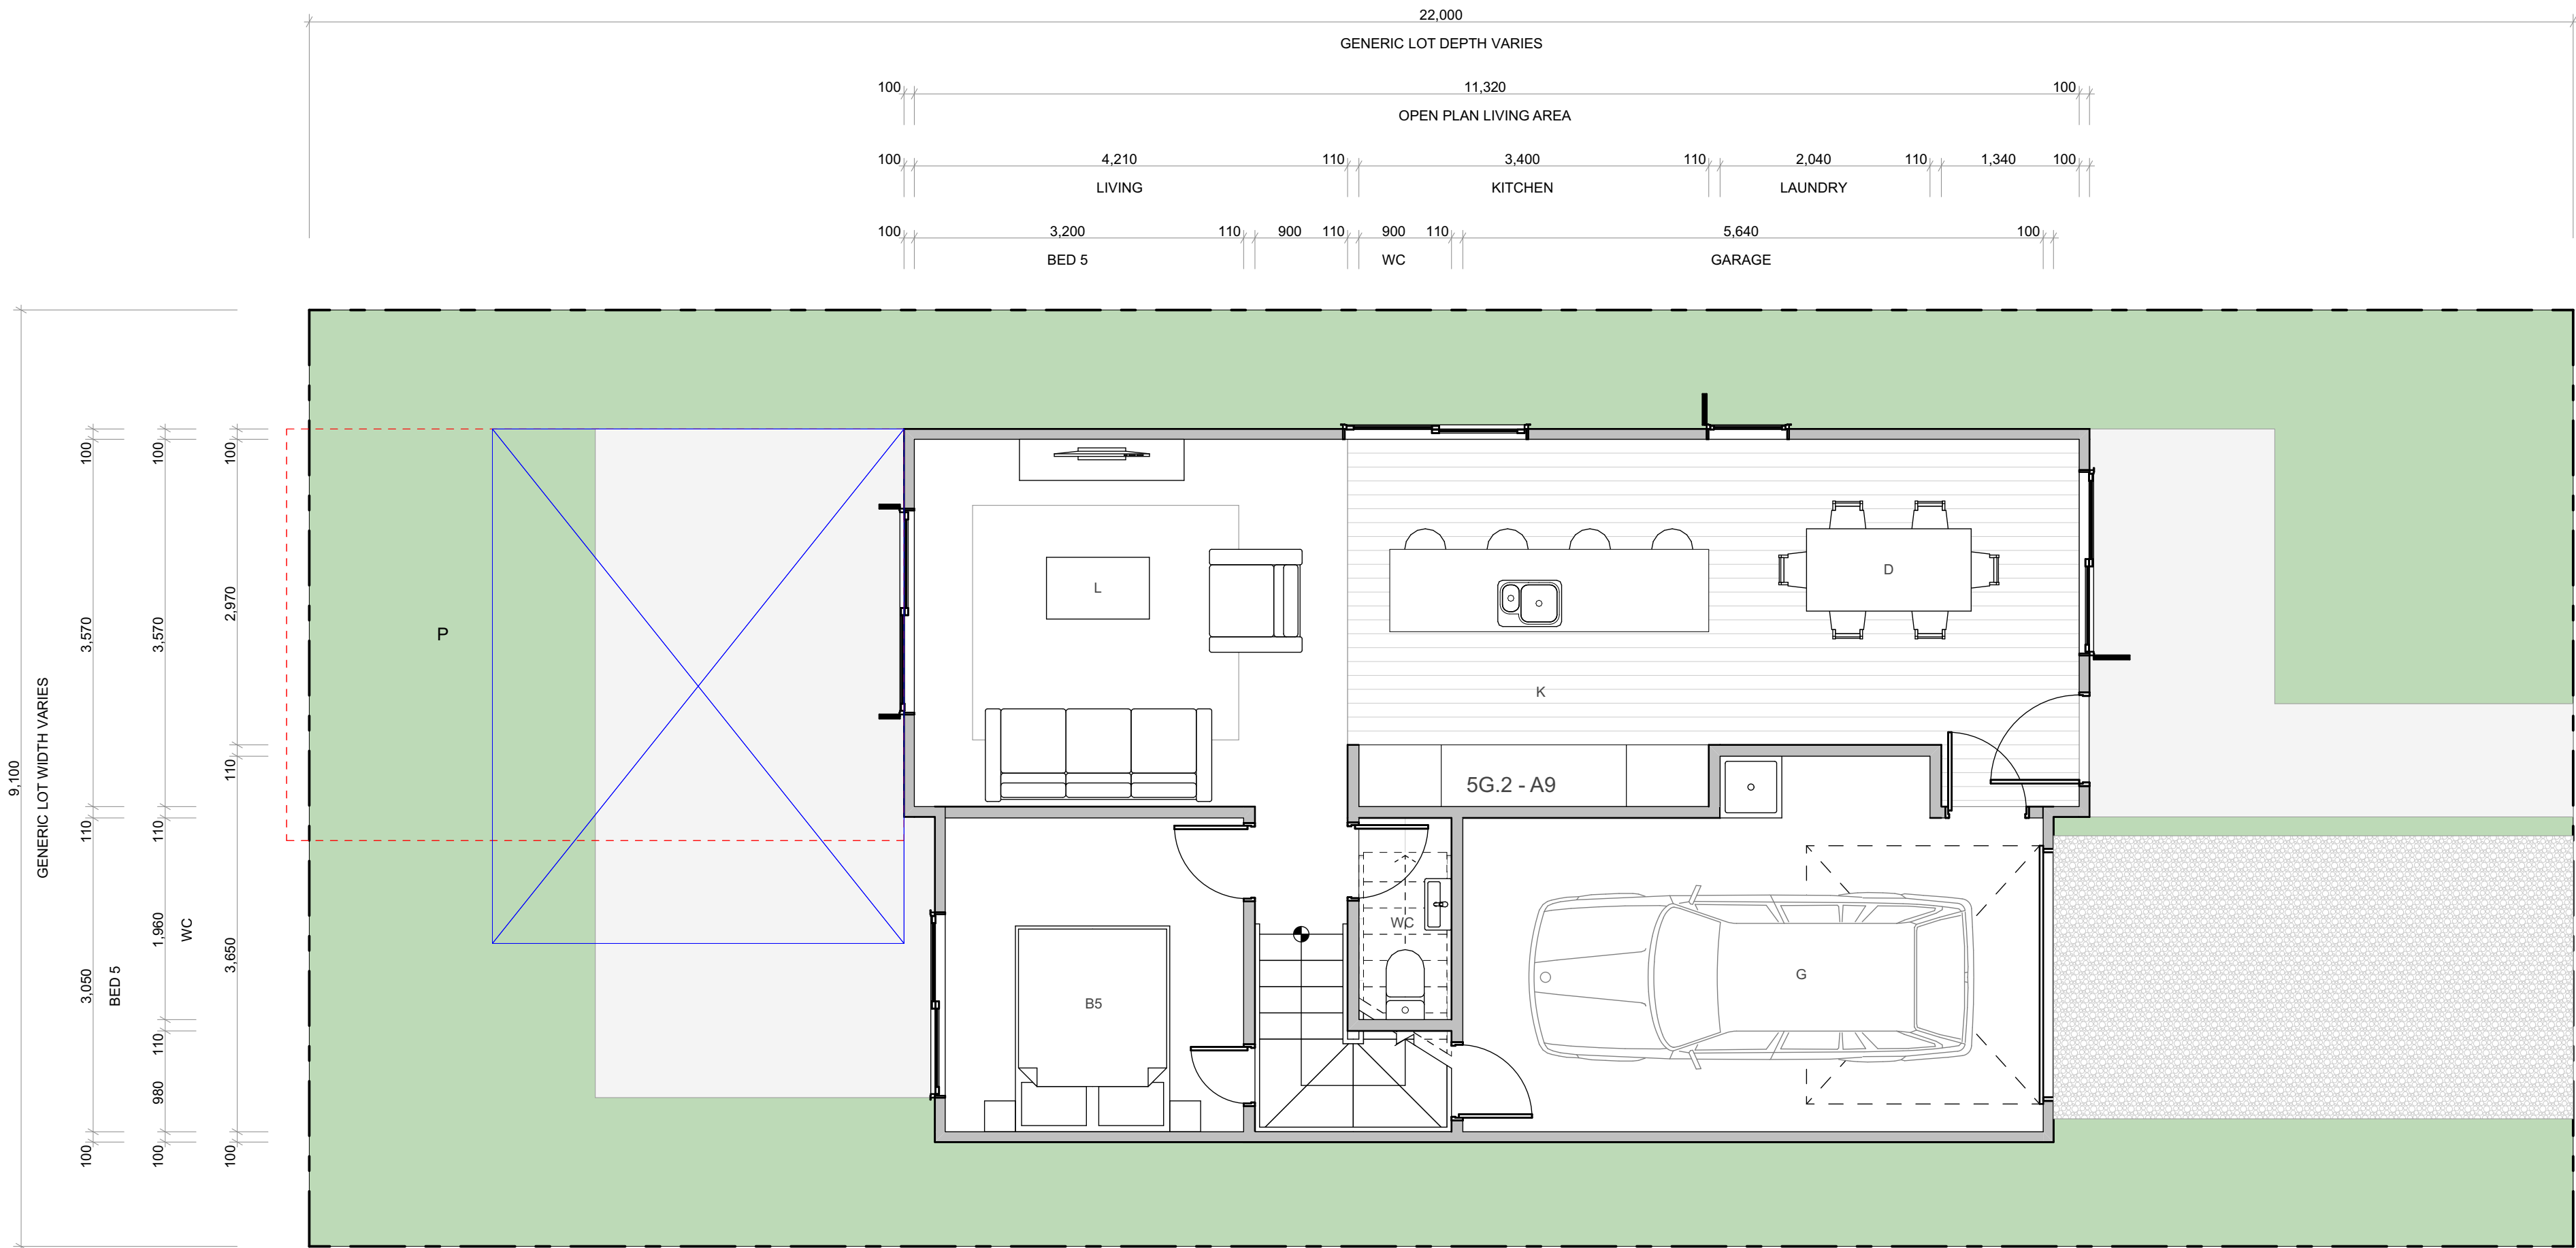 22,000
GENERIC LOT DEPTH VARIES
100 11,320 100
OPEN PLAN LIVING AREA
100 4,210 110 3,400 110 2,040 110 1,340 100
LIVING KITCHEN LAUNDRY
100 3,200 110 900 110 900 110 5,640 100
BED 5 WC GARAGE
9,100
GENERIC LOT WIDTH VARIES
100 3,570 110 3,050 100
BED 5
100 3,570 110 1,960 110 980 100
WC
100 2,970 110 3,650 100
P
L
D
K
5G.2 - A9
WC
B5
G